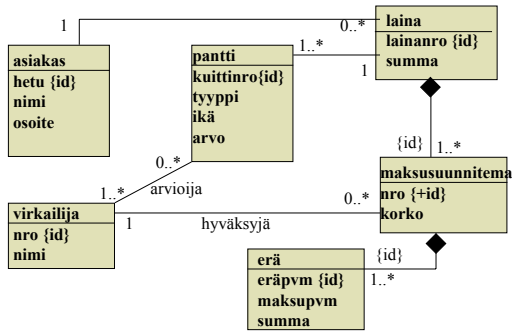 laina
1
0..*
lainanro {id}
asiakas
pantti
1..*
hetu {id}
kuittinro{id}
1
summa
nimi
tyyppi
osoite
ikä
arvo
{id}
1..*
0..*
maksusuunnitema
1..*
arvioija
nro {+id}
virkailija
0..*
korko
nro {id}
1
hyväksyjä
nimi
erä
{id}
eräpvm {id}
1..*
maksupvm
summa